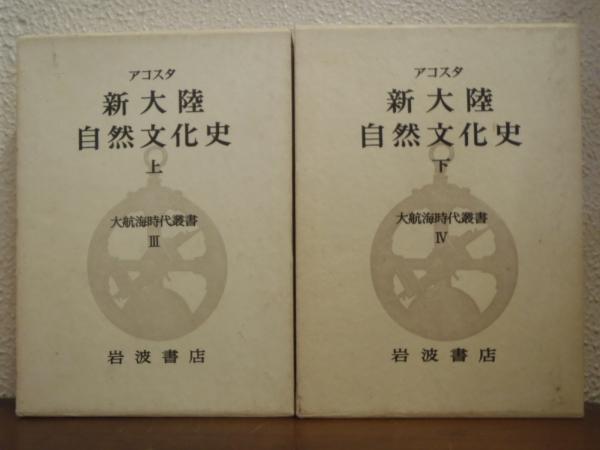 アコスタ
新大陸
自然文化史
上
大航海時代叢書
III
岩波書店
アコスタ
新大陸
自然文化史
下
大航海時代叢書
IV
岩波書店